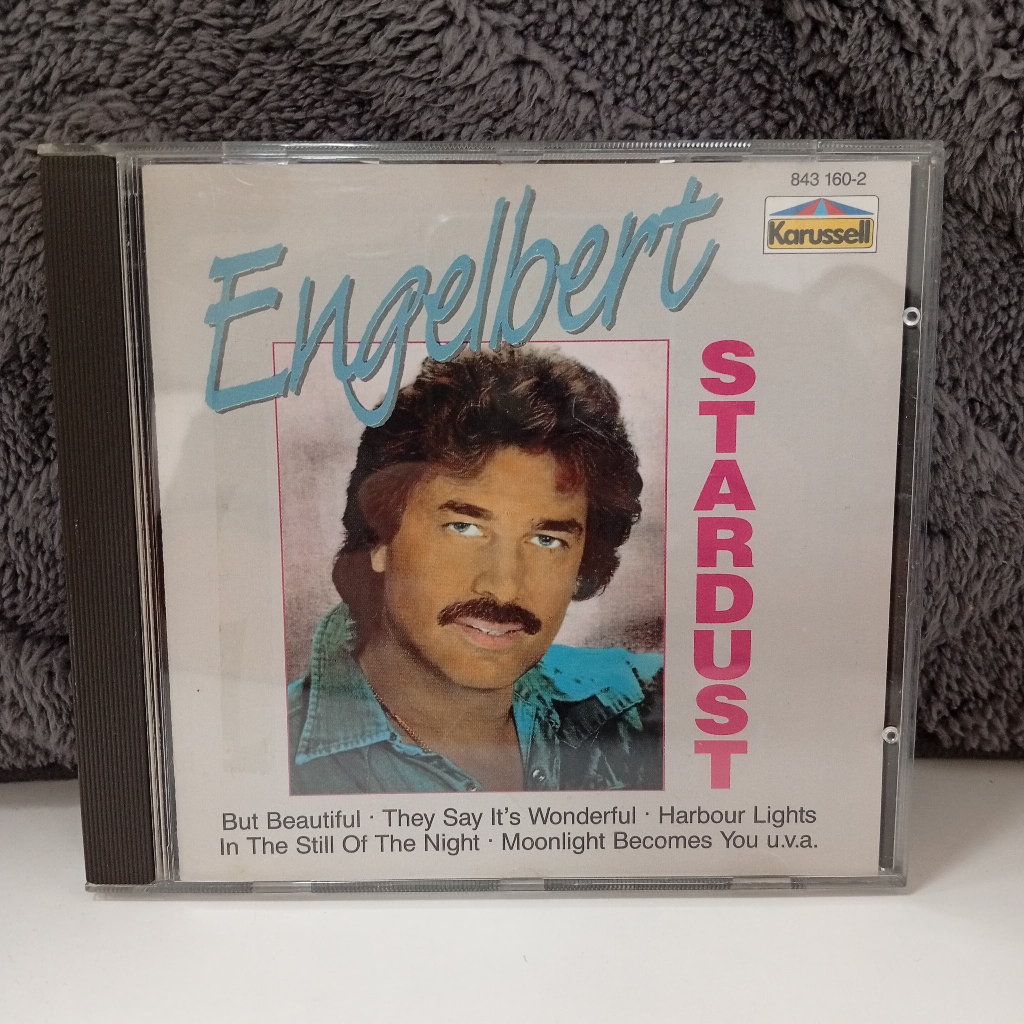 843 160-2
Karussell
Engelbert
STARDUST
But Beautiful · They Say It's Wonderful · Harbour Lights
In The Still Of The Night · Moonlight Becomes You u.v.a.